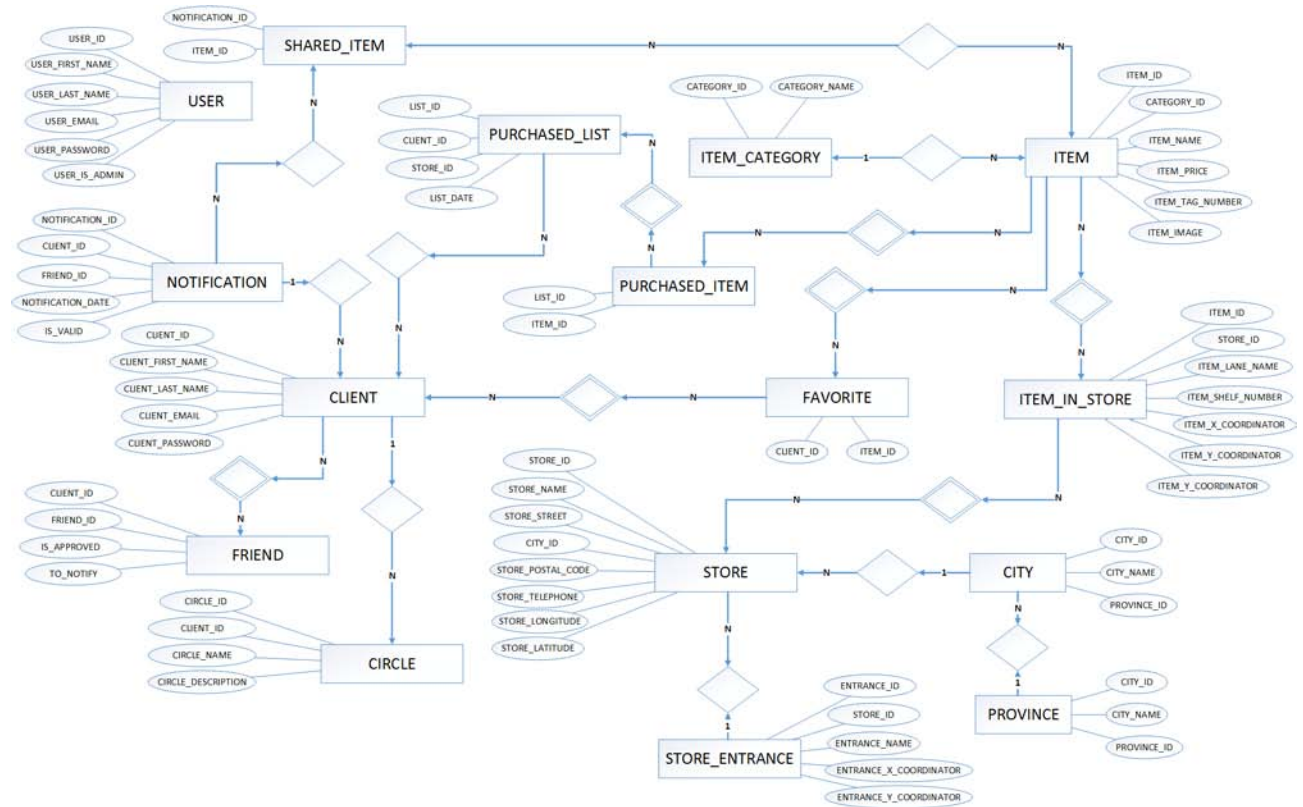 NOTIFICATION_ID
ITEM_ID
SHARED_ITEM
N
N
N
USER_ID
USER_FIRST_NAME
USER_LAST_NAME
USER_EMAIL
USER_PASSWORD
USER_IS_ADMIN
USER
LIST_ID
CLIENT_ID
STORE_ID
LIST_DATE
PURCHASED_LIST
N
N
CATEGORY_ID
CATEGORY_NAME
ITEM_CATEGORY
1
N
ITEM_ID
CATEGORY_ID
ITEM_NAME
ITEM_PRICE
ITEM_TAG_NUMBER
ITEM_IMAGE
ITEM
N
N
N
N
N
NOTIFICATION_ID
CLIENT_ID
FRIEND_ID
NOTIFICATION_DATE
IS_VALID
NOTIFICATION
N
1
N
N
LIST_ID
ITEM_ID
PURCHASED_ITEM
N
CLIENT_ID
CLIENT_FIRST_NAME
CLIENT_LAST_NAME
CLIENT_EMAIL
CLIENT_PASSWORD
CLIENT
N
N
N
1
FAVORITE
N
CLIENT_ID
ITEM_ID
ITEM_ID
STORE_ID
ITEM_LANE_NAME
ITEM_SHELF_NUMBER
ITEM_X_COORDINATOR
ITEM_Y_COORDINATOR
ITEM_Y_COORDINATOR
ITEM_IN_STORE
N
N
N
CLIENT_ID
FRIEND_ID
IS_APPROVED
TO_NOTIFY
FRIEND
N
STORE_ID
STORE_NAME
STORE_STREET
CITY_ID
STORE_POSTAL_CODE
STORE_TELEPHONE
STORE_LONGITUDE
STORE_LATITUDE
STORE
N
N
1
CITY
CITY_ID
CITY_NAME
PROVINCE_ID
N
1
CIRCLE_ID
CLIENT_ID
CIRCLE_NAME
CIRCLE_DESCRIPTION
CIRCLE
N
PROVINCE
CITY_ID
CITY_NAME
PROVINCE_ID
1
STORE_ENTRANCE
ENTRANCE_ID
STORE_ID
ENTRANCE_NAME
ENTRANCE_X_COORDINATOR
ENTRANCE_Y_COORDINATOR